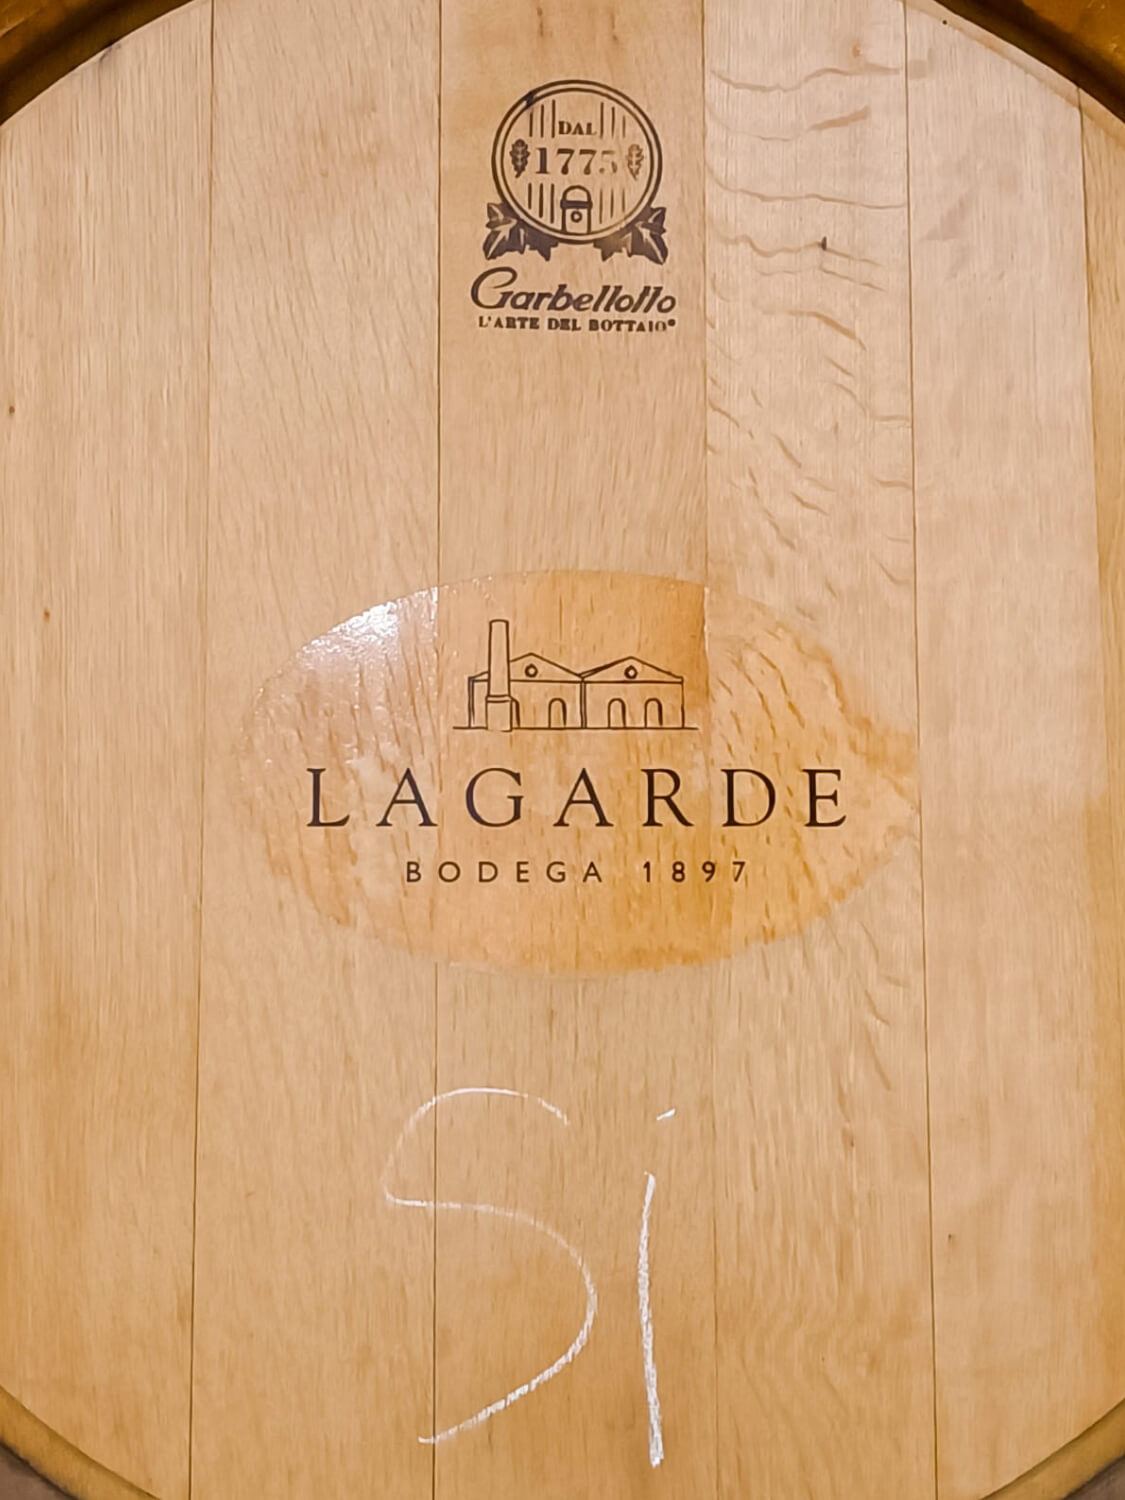 DAL
1775
Garbellotto
L'ARTE DEL BOTTAIO®
LAGARDE
BODEGA 1897
Si